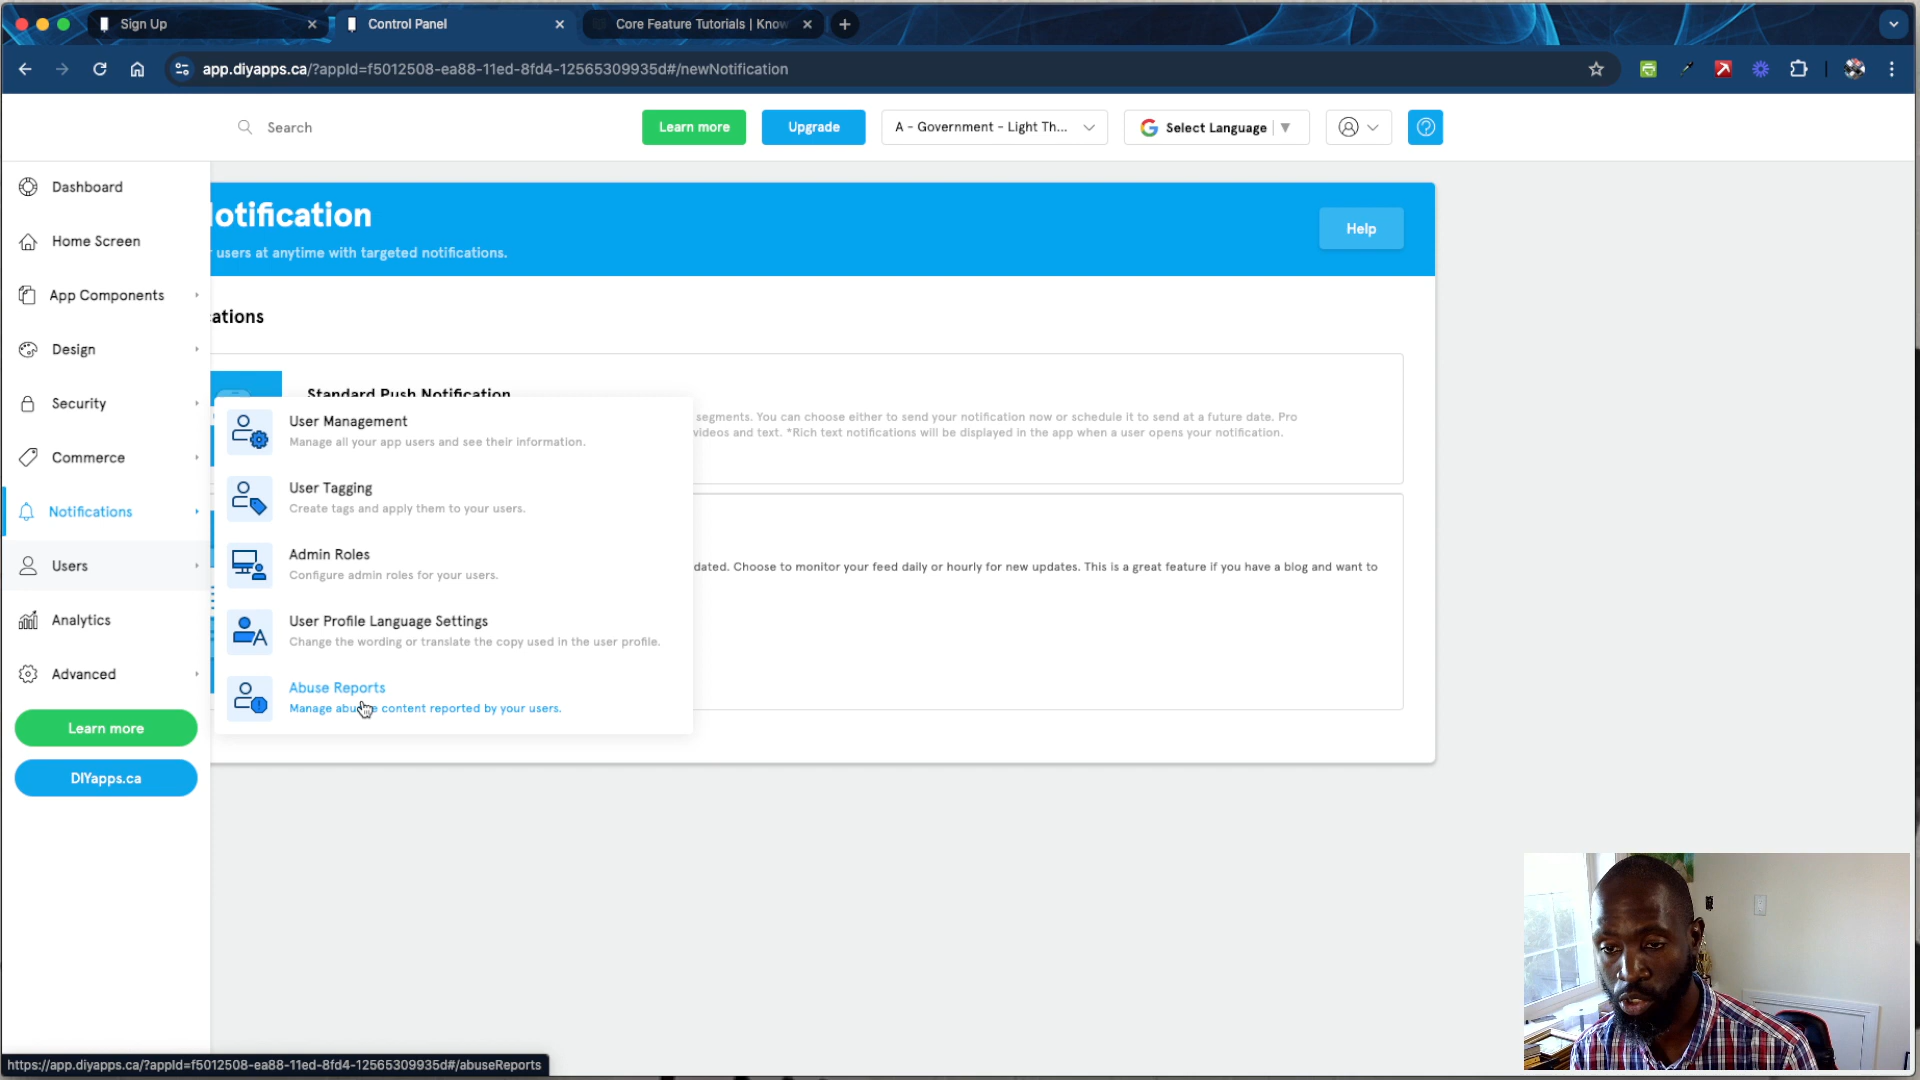 Sign Up
Control Panel
Core Feature Tutorials | Know
app.diyapps.ca/?appId=f5012508-ea88-11ed-8fd4-12565309935d#/newNotification
Search
Learn more
Upgrade
A - Government - Light Th...
Select Language
Dashboard
Home Screen
App Components
Design
Security
Commerce
Notifications
Users
Analytics
Advanced
Learn more
DIYapps.ca
otification
users at anytime with targeted notifications.
Help
ations
Standard Push Notification
segments. You can choose either to send your notification now or schedule it to send at a future date. Pro
videos and text. *Rich text notifications will be displayed in the app when a user opens your notification.
dated. Choose to monitor your feed daily or hourly for new updates. This is a great feature if you have a blog and want to
User Management
Manage all your app users and see their information.
User Tagging
Create tags and apply them to your users.
Admin Roles
Configure admin roles for your users.
User Profile Language Settings
Change the wording or translate the copy used in the user profile.
Abuse Reports
Manage abuse content reported by your users.
https://app.diyapps.ca/?appId=f5012508-ea88-11ed-8fd4-12565309935d#/abuseReports